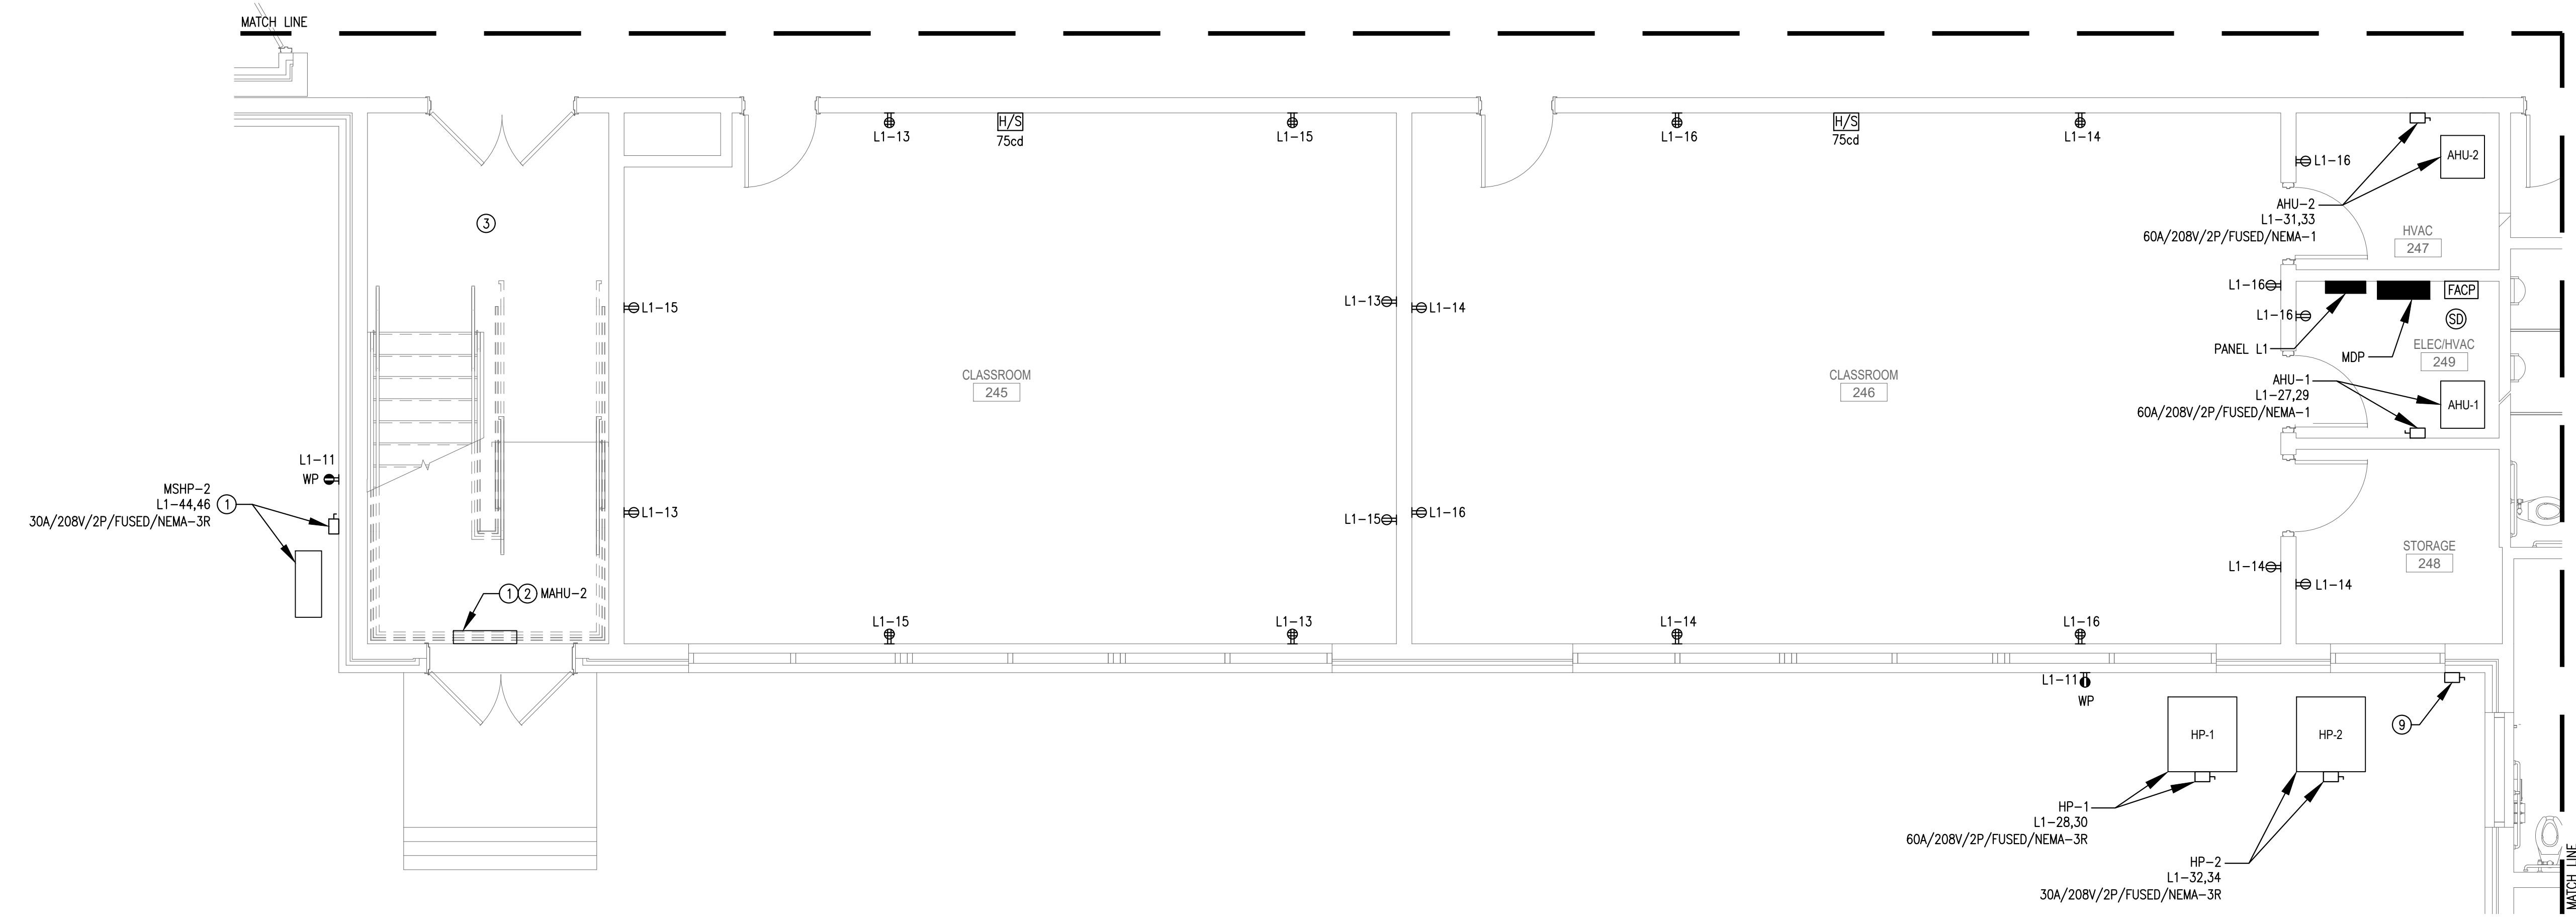 MATCH LINE
L1-13
H/S
75cd
L1-15
L1-16
H/S
75cd
L1-14
L1-16
AHU-2
AHU-2
L1-31,33
60A/208V/2P/FUSED/NEMA-1
HVAC
247
3
L1-15
L1-13
L1-14
L1-16
L1-16
FACP
SD
PANEL L1
MDP
ELEC/HVAC
249
CLASSROOM
245
CLASSROOM
246
AHU-1
L1-27,29
60A/208V/2P/FUSED/NEMA-1
AHU-1
L1-11
WP
MSHP-2
L1-44,46
30A/208V/2P/FUSED/NEMA-3R
1
L1-13
L1-15
L1-16
STORAGE
248
L1-14
L1-14
1
2
MAHU-2
L1-15
L1-13
L1-14
L1-16
L1-11
WP
HP-1
HP-2
9
HP-1
L1-28,30
60A/208V/2P/FUSED/NEMA-3R
HP-2
L1-32,34
30A/208V/2P/FUSED/NEMA-3R
MATCH LINE